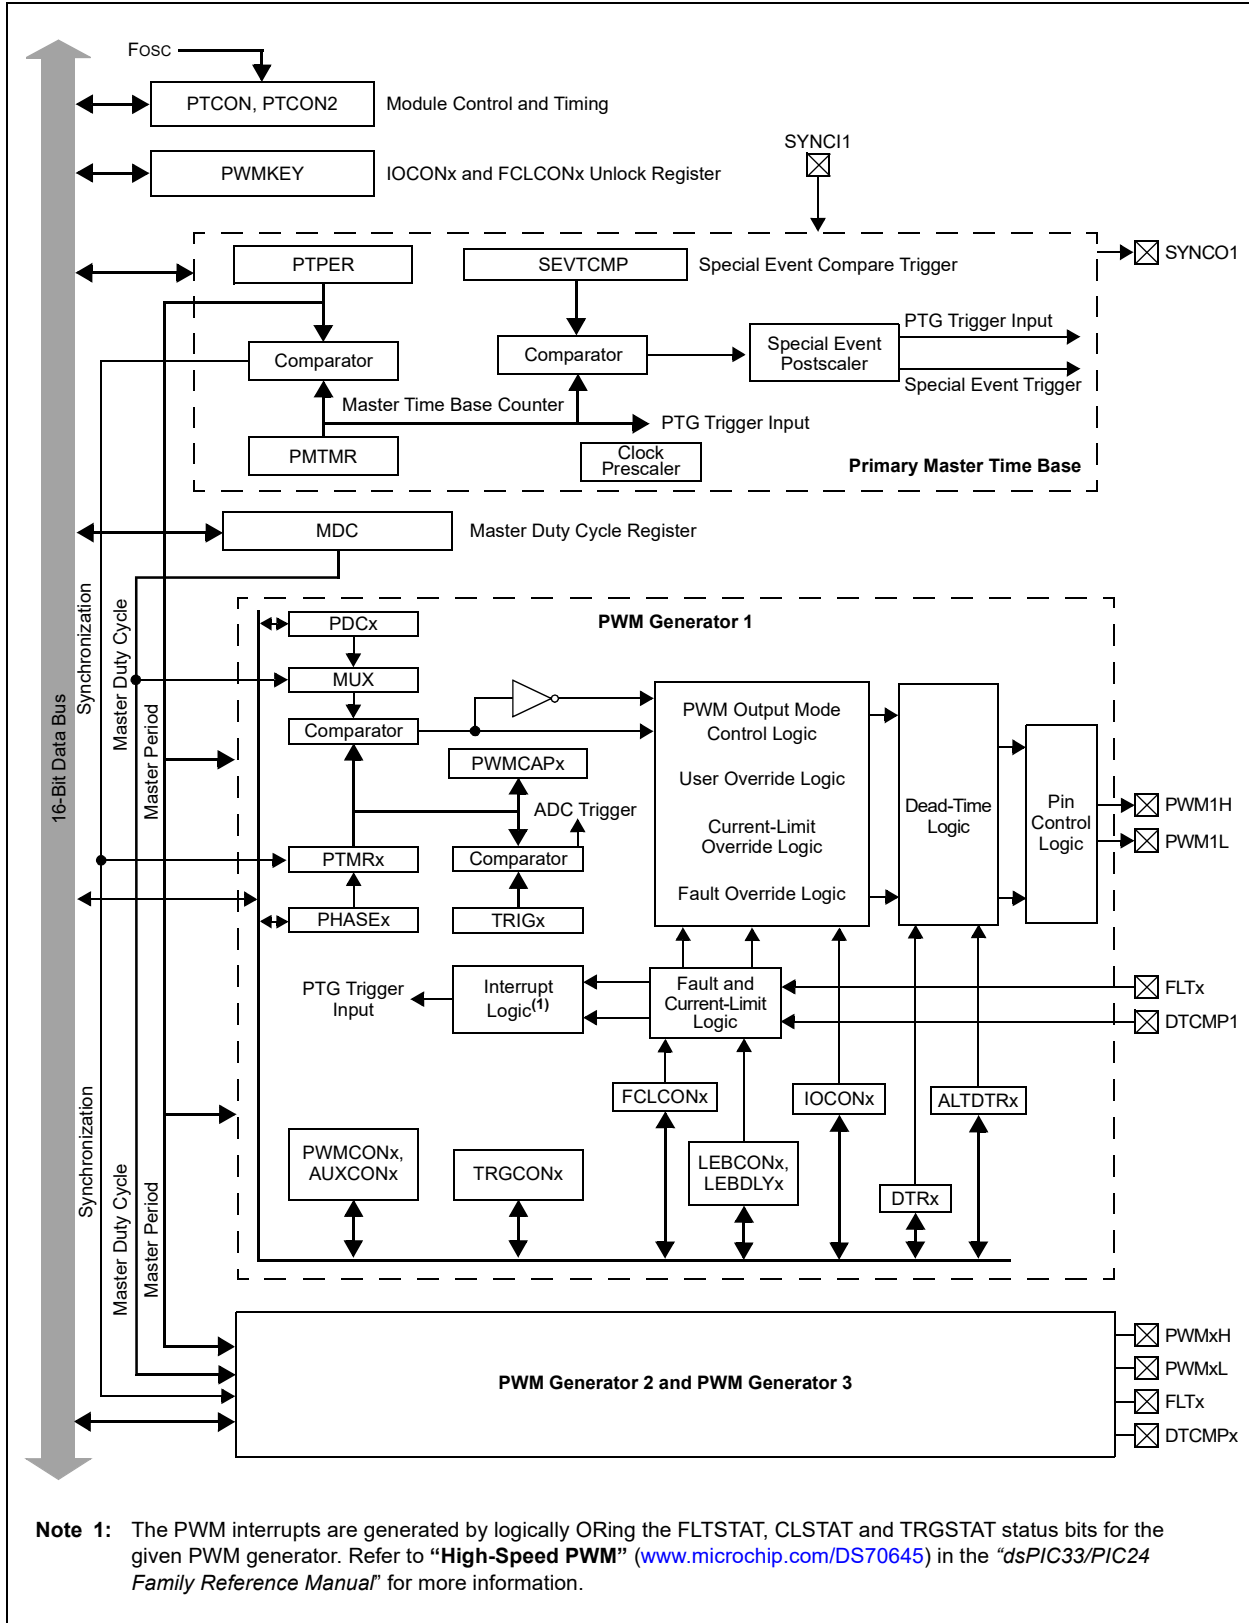 FOSC
PTCON, PTCON2
Module Control and Timing
SYNCI1
PWMKEY
IOCONx and FCLCONx Unlock Register
PTPER
SEVTCMP
Special Event Compare Trigger
SYNCO1
PTG Trigger Input
Comparator
Comparator
Special Event
Postscaler
Special Event Trigger
Master Time Base Counter
PTG Trigger Input
PMTMR
Clock
Prescaler
Primary Master Time Base
MDC
Master Duty Cycle Register
16-Bit Data Bus
Synchronization
Master Duty Cycle
Master Period
PWM Generator 1
PDCx
MUX
Comparator
PWMCAPx
ADC Trigger
PTMRx
Comparator
PHASEx
TRIGx
PWM Output Mode
Control Logic
User Override Logic
Current-Limit
Override Logic
Fault Override Logic
Dead-Time
Logic
Pin
Control
Logic
PWM1H
PWM1L
PTG Trigger
Input
Interrupt
Logic(1)
Fault and
Current-Limit
Logic
FLTx
DTCMP1
FCLCONx
IOCONx
ALTDTRx
PWMCONx,
AUXCONx
TRGCONx
LEBCONx,
LEBDLYx
DTRx
Synchronization
Master Duty Cycle
Master Period
PWM Generator 2 and PWM Generator 3
PWMxH
PWMxL
FLTx
DTCMPx
Note 1: The PWM interrupts are generated by logically ORing the FLTSTAT, CLSTAT and TRGSTAT status bits for the
given PWM generator. Refer to “High-Speed PWM” (www.microchip.com/DS70645) in the “dsPIC33/PIC24
Family Reference Manual” for more information.